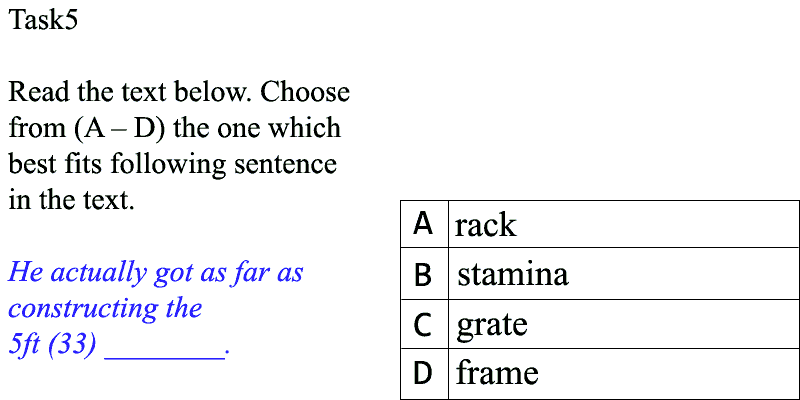 Task5
Read the text below. Choose
from (A – D) the one which
best fits following sentence
in the text.
He actually got as far as
constructing the
5ft (33) ________.
A rack
B stamina
C grate
D frame